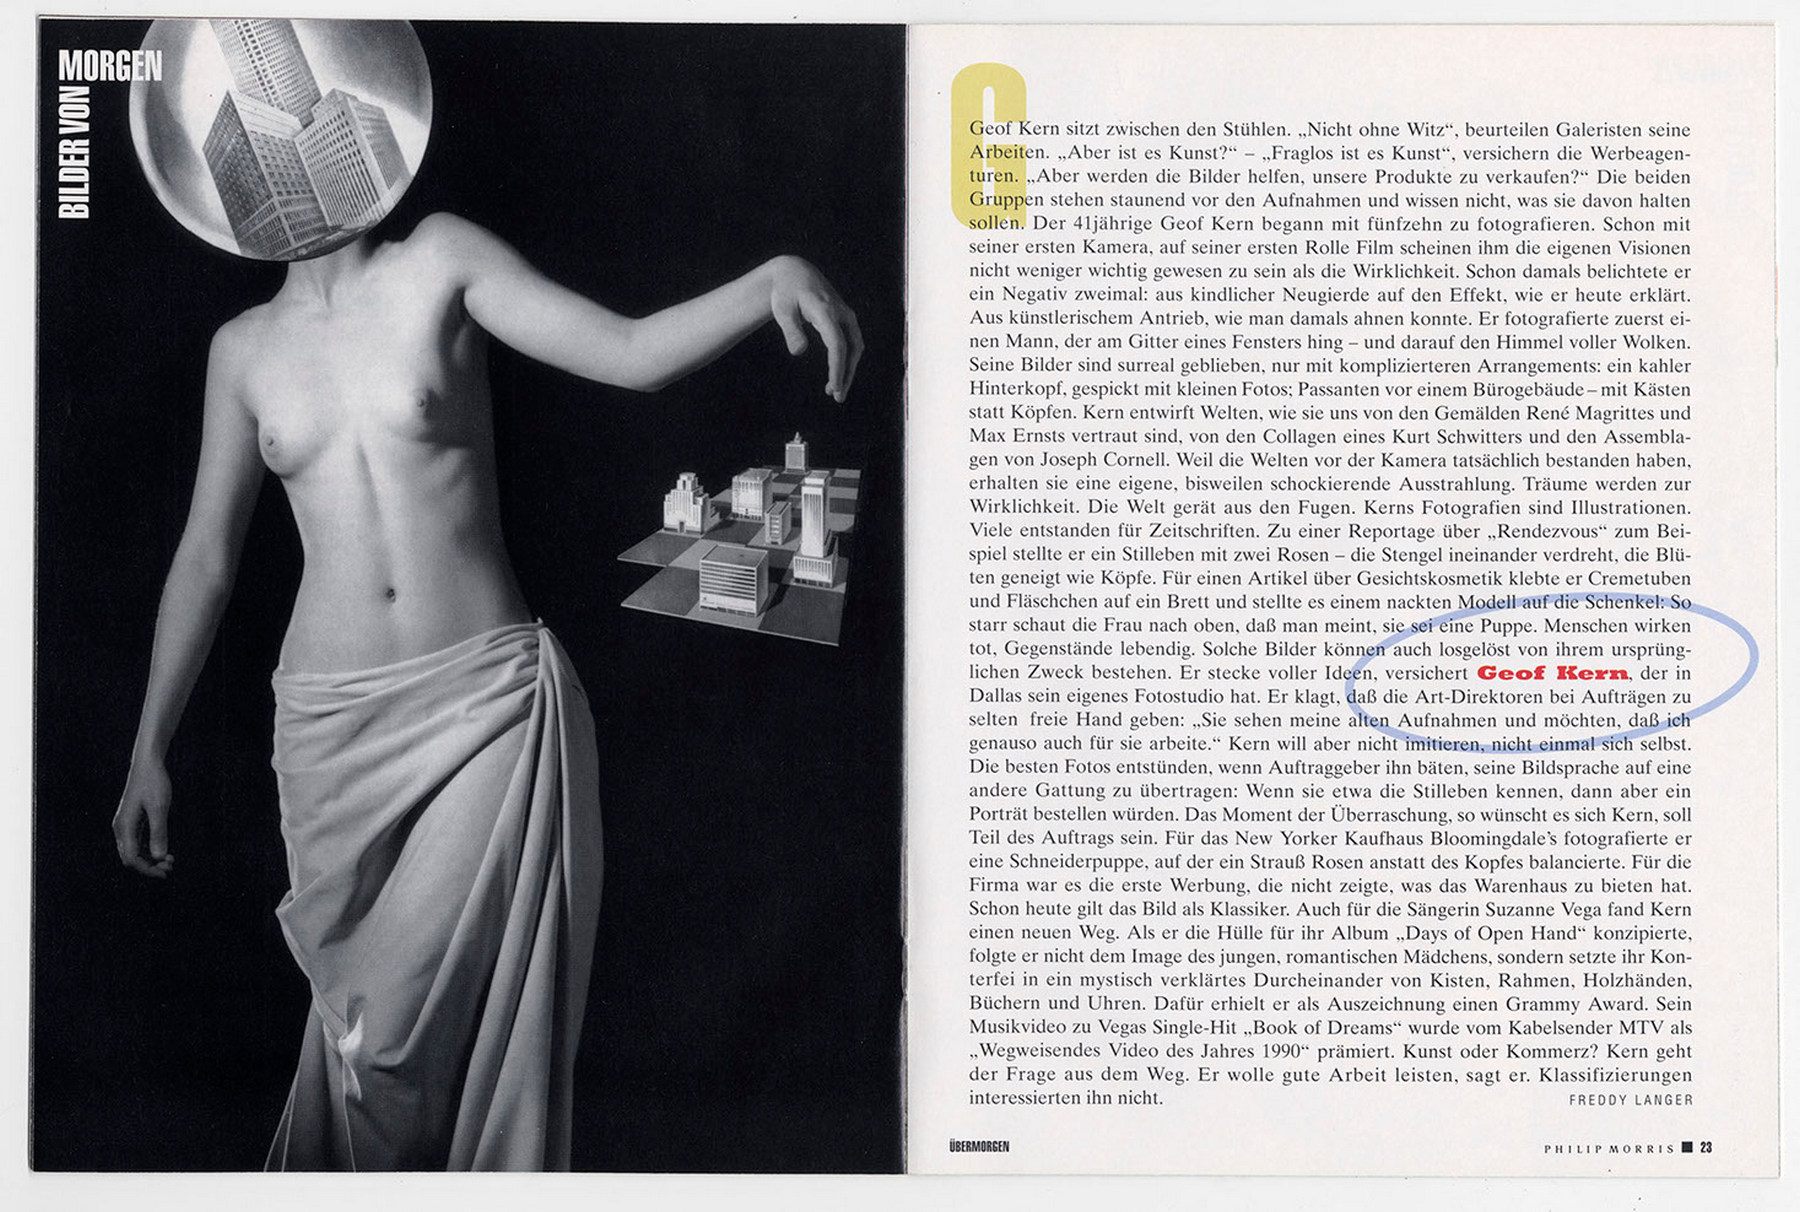 MORGEN
BILDER VON
G
Geof Kern sitzt zwischen den Stühlen. „Nicht ohne Witz“, beurteilen Galeristen seine
Arbeiten. „Aber ist es Kunst?“ – „Fraglos ist es Kunst“, versichern die Werbeagen-
turen. „Aber werden die Bilder helfen, unsere Produkte zu verkaufen?“ Die beiden
Gruppen stehen staunend vor den Aufnahmen und wissen nicht, was sie davon halten
sollen. Der 41jährige Geof Kern begann mit fünfzehn zu fotografieren. Schon mit
seiner ersten Kamera, auf seiner ersten Rolle Film scheinen ihm die eigenen Visionen
nicht weniger wichtig gewesen zu sein als die Wirklichkeit. Schon damals belichtete er
ein Negativ zweimal: aus kindlicher Neugierde auf den Effekt, wie er heute erklärt.
Aus künstlerischem Antrieb, wie man damals ahnen konnte. Er fotografierte zuerst ei-
nen Mann, der am Gitter eines Fensters hing – und darauf den Himmel voller Wolken.
Seine Bilder sind surreal geblieben, nur mit komplizierteren Arrangements: ein kahler
Hinterkopf, gespickt mit kleinen Fotos; Passanten vor einem Bürogebäude – mit Kästen
statt Köpfen. Kern entwirft Welten, wie sie uns von den Gemälden René Magrittes und
Max Ernsts vertraut sind, von den Collagen eines Kurt Schwitters und den Assembla-
gen von Joseph Cornell. Weil die Welten vor der Kamera tatsächlich bestanden haben,
erhalten sie eine eigene, bisweilen schockierende Ausstrahlung. Träume werden zur
Wirklichkeit. Die Welt gerät aus den Fugen. Kerns Fotografien sind Illustrationen.
Viele entstanden für Zeitschriften. Zu einer Reportage über „Rendezvous“ zum Bei-
spiel stellte er ein Stilleben mit zwei Rosen – die Stengel ineinander verdreht, die Blü-
ten geneigt wie Köpfe. Für einen Artikel über Gesichtskosmetik klebte er Cremetuben
und Fläschchen auf ein Brett und stellte es einem nackten Modell auf die Schenkel: So
starr schaut die Frau nach oben, daß man meint, sie sei eine Puppe. Menschen wirken
tot, Gegenstände lebendig. Solche Bilder können auch losgelöst von ihrem ursprüng-
lichen Zweck bestehen. Er stecke voller Ideen, versichert Geof Kern, der in
Dallas sein eigenes Fotostudio hat. Er klagt, daß die Art-Direktoren bei Aufträgen zu
selten freie Hand geben: „Sie sehen meine alten Aufnahmen und möchten, daß ich
genauso auch für sie arbeite.“ Kern will aber nicht imitieren, nicht einmal sich selbst.
Die besten Fotos entstünden, wenn Auftraggeber ihn bäten, seine Bildsprache auf eine
andere Gattung zu übertragen: Wenn sie etwa die Stilleben kennen, dann aber ein
Porträt bestellen würden. Das Moment der Überraschung, so wünscht es sich Kern, soll
Teil des Auftrags sein. Für das New Yorker Kaufhaus Bloomingdale’s fotografierte er
eine Schneiderpuppe, auf der ein Strauß Rosen anstatt des Kopfes balancierte. Für die
Firma war es die erste Werbung, die nicht zeigte, was das Warenhaus zu bieten hat.
Schon heute gilt das Bild als Klassiker. Auch für die Sängerin Suzanne Vega fand Kern
einen neuen Weg. Als er die Hülle für ihr Album „Days of Open Hand“ konzipierte,
folgte er nicht dem Image des jungen, romantischen Mädchens, sondern setzte ihr Kon-
terfei in ein mystisch verklärtes Durcheinander von Kisten, Rahmen, Holzhänden,
Büchern und Uhren. Dafür erhielt er als Auszeichnung einen Grammy Award. Sein
Musikvideo zu Vegas Single-Hit „Book of Dreams“ wurde vom Kabelsender MTV als
„Wegweisendes Video des Jahres 1990“ prämiert. Kunst oder Kommerz? Kern geht
der Frage aus dem Weg. Er wolle gute Arbeit leisten, sagt er. Klassifizierungen
interessierten ihn nicht.
FREDDY LANGER
ÜBERMORGEN
PHILIP MORRIS ■ 23